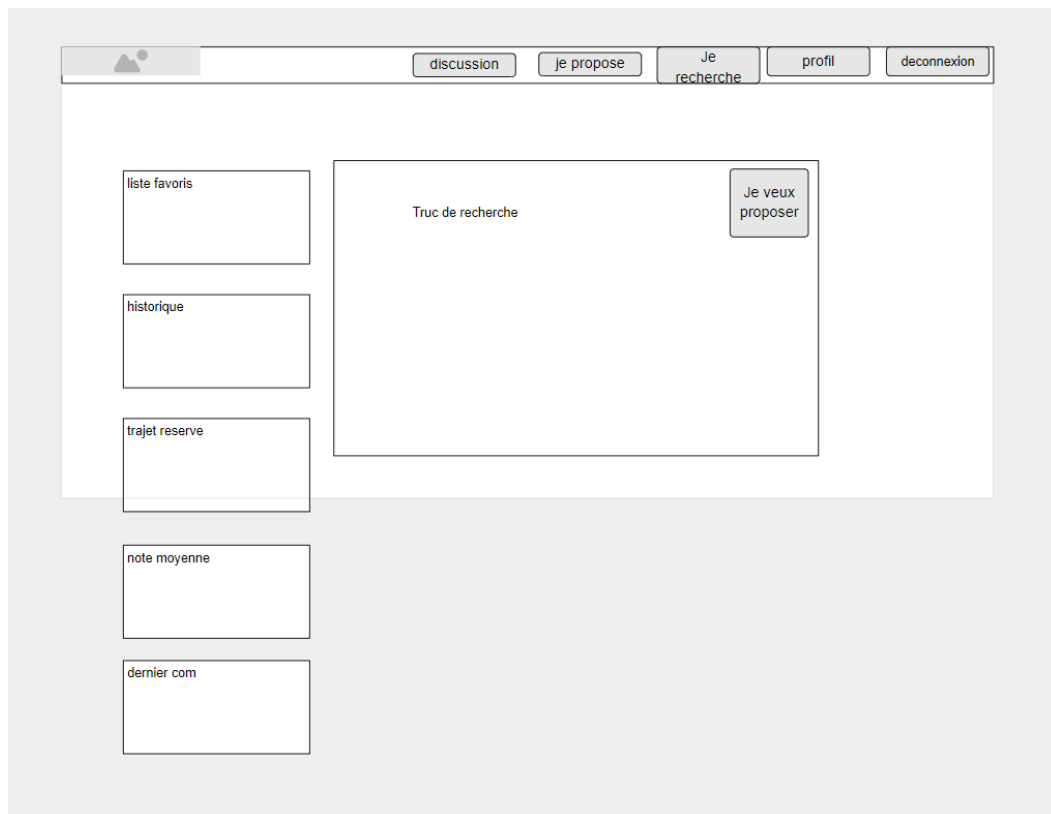 discussion
je propose
Je
recherche
profil
deconnexion
liste favoris
Truc de recherche
Je veux
proposer
historique
trajet reserve
note moyenne
dernier com